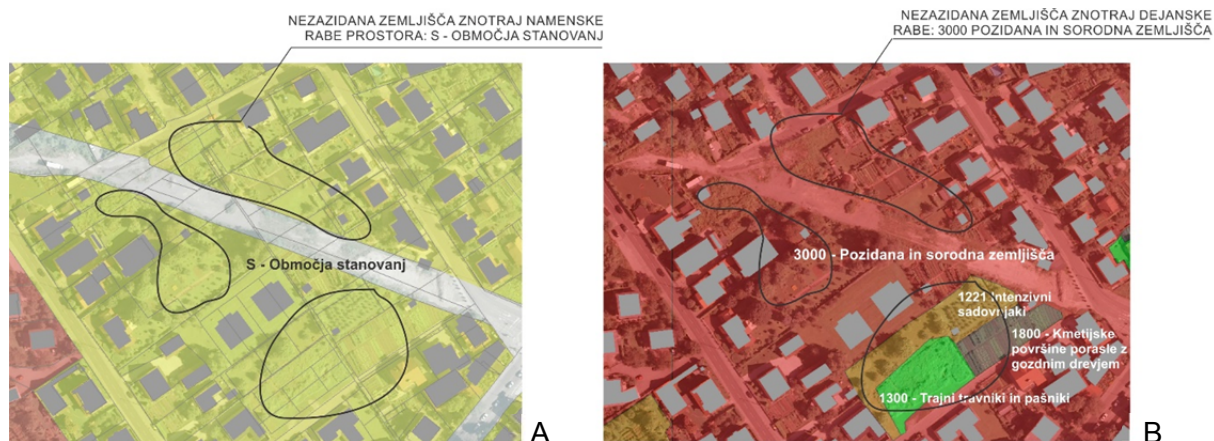 NEZAZIDANA ZEMLJIŠČA ZNOTRAJ NAMENSKE
RABE PROSTORA: S - OBMOČJA STANOVANJ
S - Območja stanovanj
A
NEZAZIDANA ZEMLJIŠČA ZNOTRAJ DEJANSKE
RABE: 3000 POZIDANA IN SORODNA ZEMLJIŠČA
3000 - Pozidana in sorodna zemljišča
1221 Intenzivni
sadovnjaki
1800 - Kmetijske
površine porasle z
gozdnim drevjem
1300 - Trajni travniki in pašniki
B